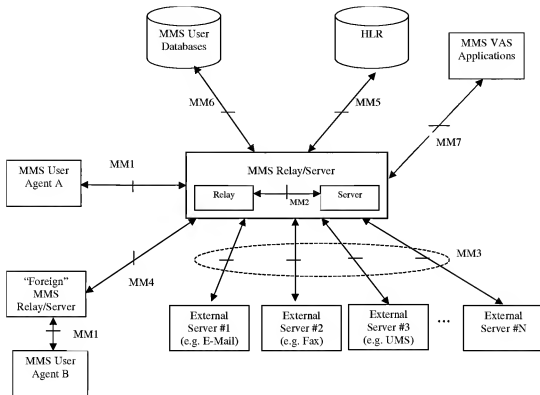 MMS User
Databases
HLR
MMS VAS
Applications
MM6
MM5
MM7
MM1
MMS User
Agent A
MMS Relay/Server
Relay
MM2
Server
MM3
MM4
"Foreign"
MMS
Relay/Server
MM1
MMS User
Agent B
External
Server #1
(e.g. E-Mail)
External
Server #2
(e.g. Fax)
External
Server #3
(e.g. UMS)
...
External
Server #N